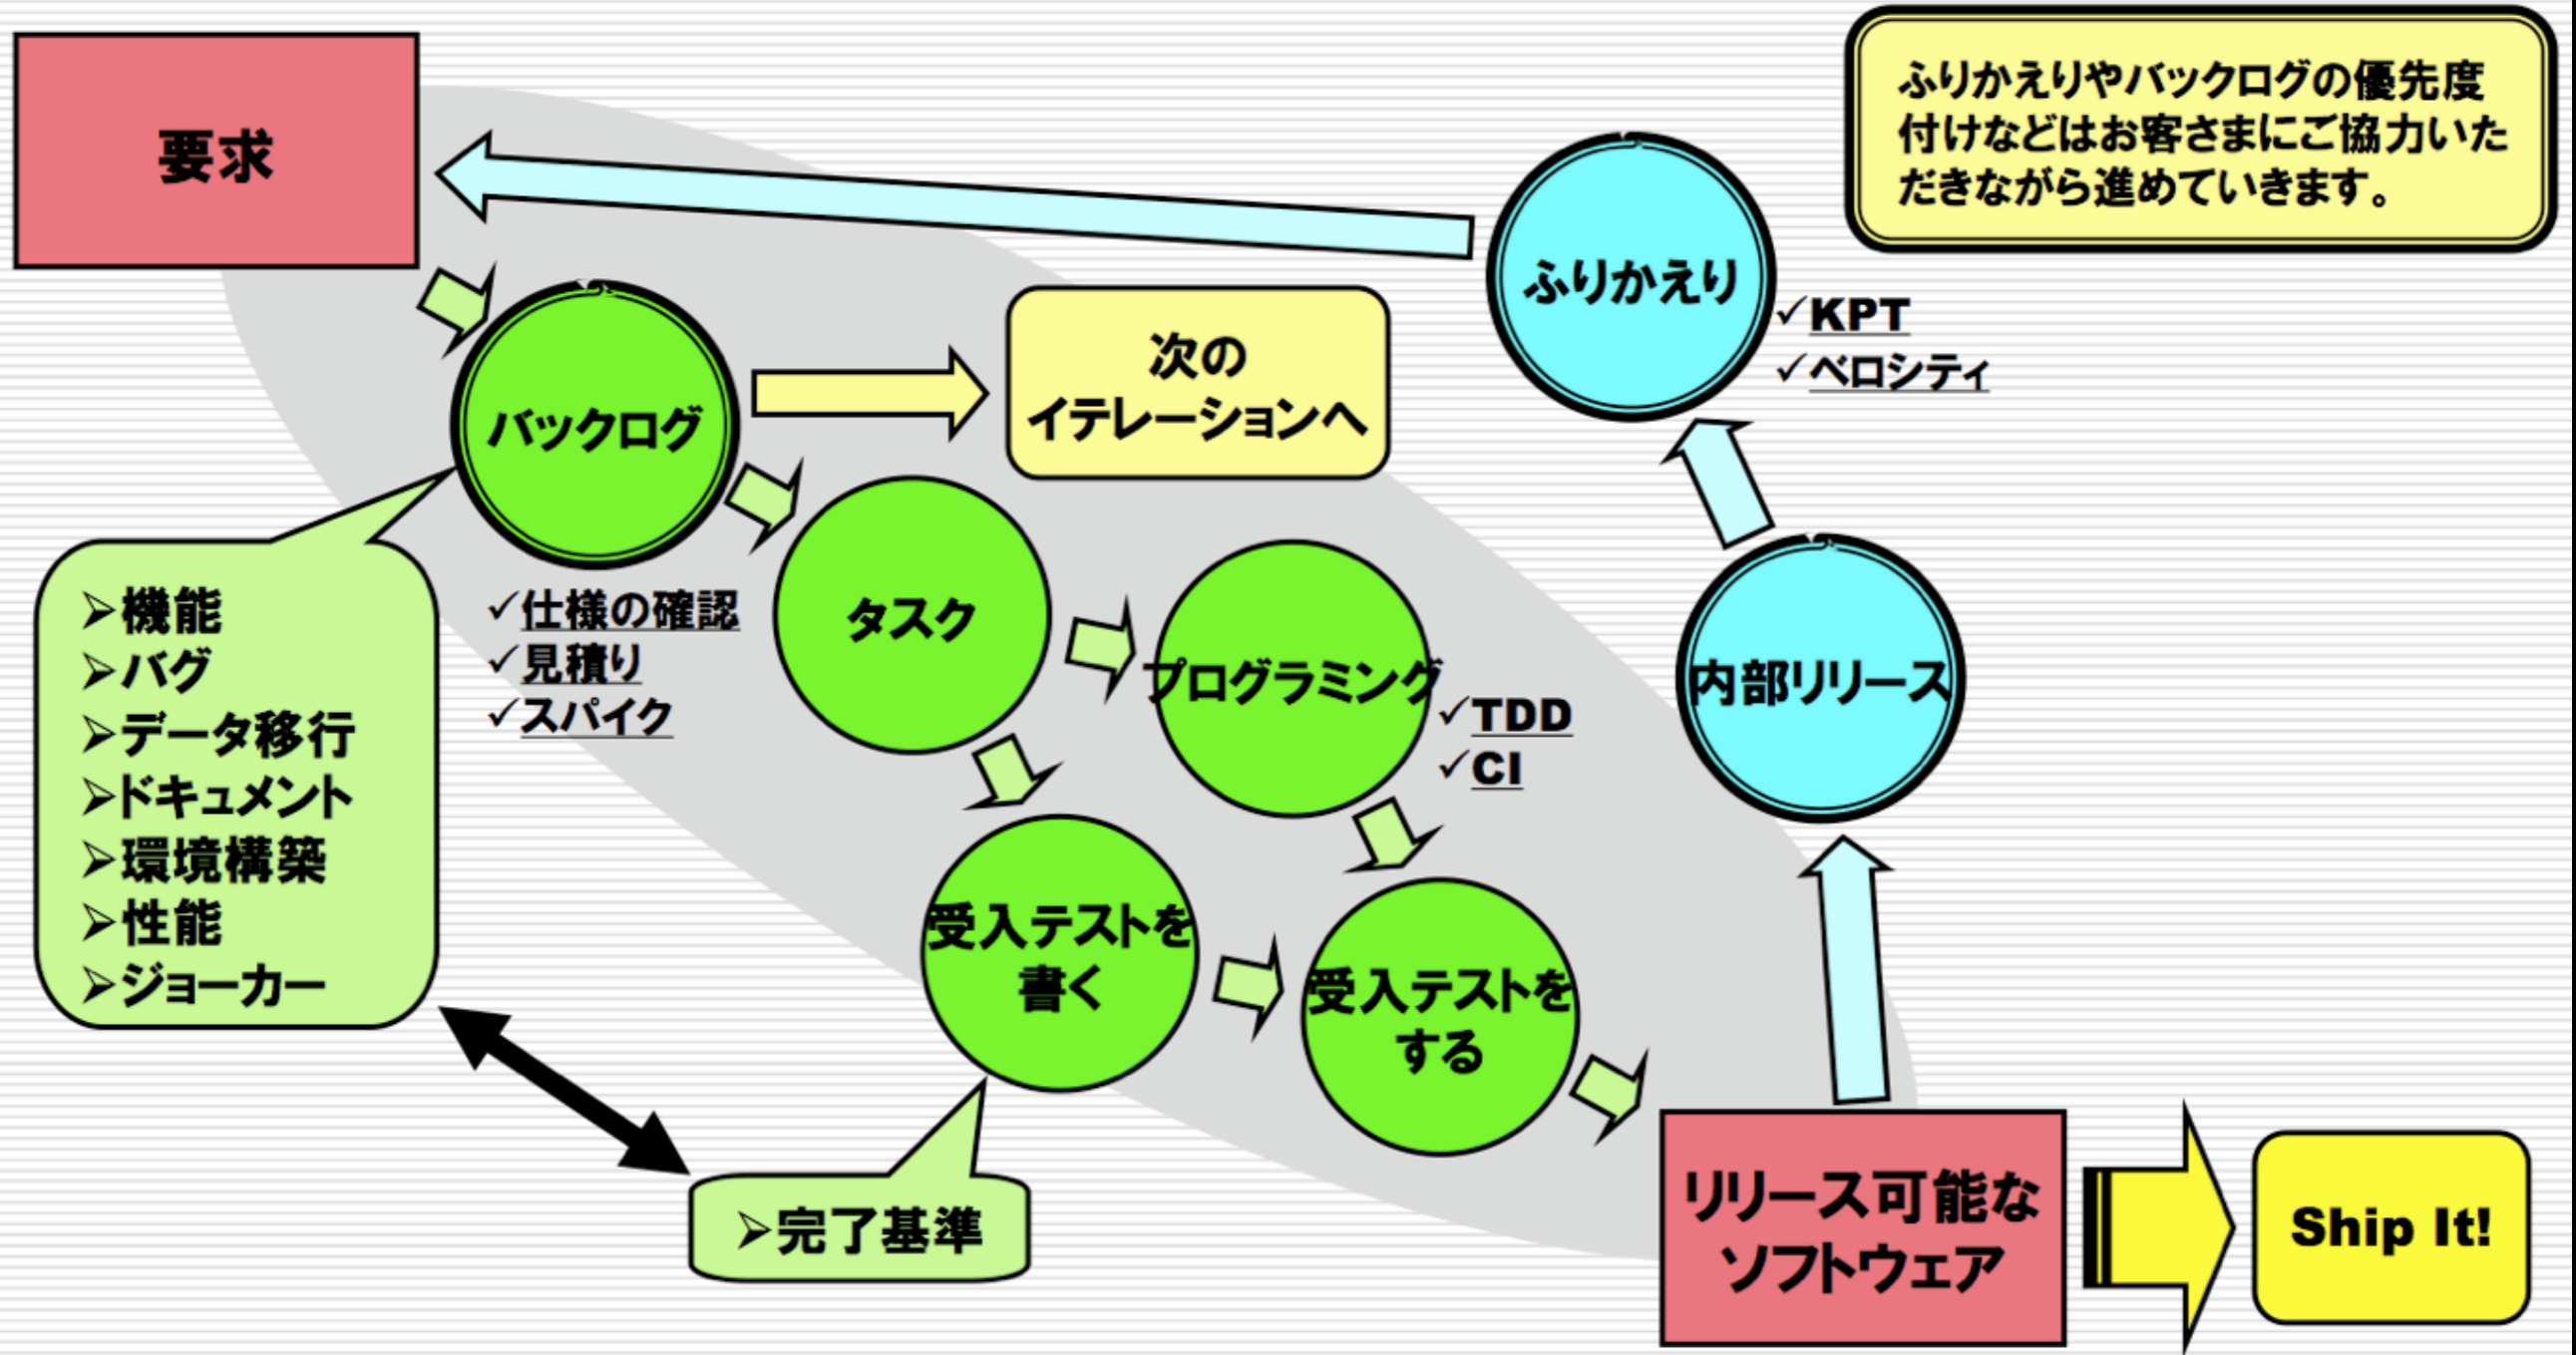 要求
ふりかえりやバックログの優先度
付けなどはお客さまにご協力いた
だきながら進めていきます。
ふりかえり
✓KPT
✓ベロシティ
バックログ
次の
イテレーションへ
➢機能
➢バグ
➢データ移行
➢ドキュメント
➢環境構築
➢性能
➢ジョーカー
✓仕様の確認
✓見積り
✓スパイク
タスク
プログラミング
✓TDD
✓CI
内部リリース
受入テストを
書く
受入テストを
する
➢完了基準
リリース可能な
ソフトウェア
Ship It!